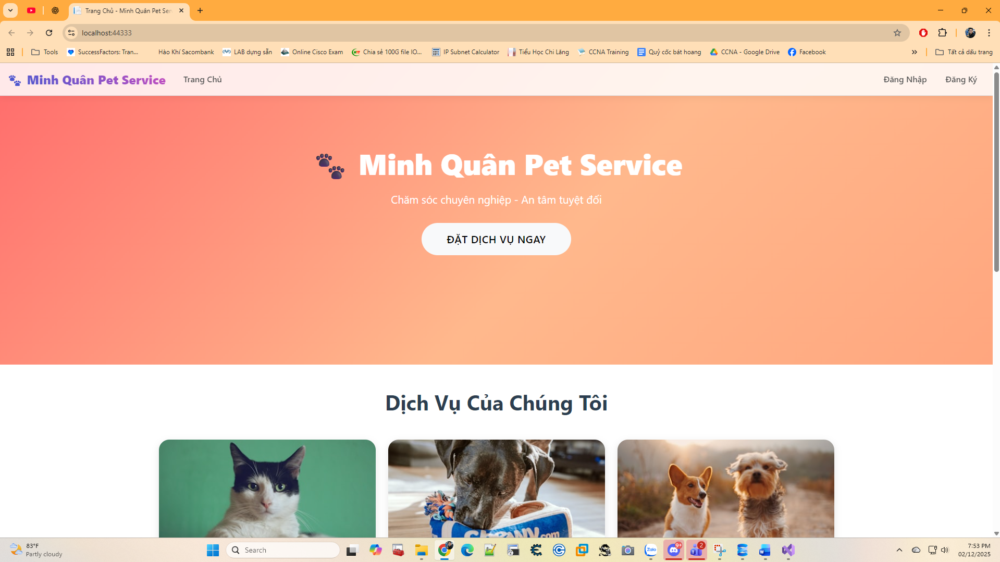 Trang Chủ - Minh Quân Pet Ser
localhost:44333
Tools
SuccessFactors: Tran...
Hào Khí Sacombank
LAB dựng sẵn
Online Cisco Exam
Chia sẻ 100G file IO...
IP Subnet Calculator
Tiểu Học Chi Lăng
CCNA Training
Quỷ cốc bát hoang
CCNA - Google Drive
Facebook
Tất cả dấu trang
Minh Quân Pet Service
Trang Chủ
Đăng Nhập
Đăng Ký
Minh Quân Pet Service
Chăm sóc chuyên nghiệp - An tâm tuyệt đối
ĐẶT DỊCH VỤ NGAY
Dịch Vụ Của Chúng Tôi
83°F
Partly cloudy
Search
Zalo
9+
2
7:53 PM
02/12/2025